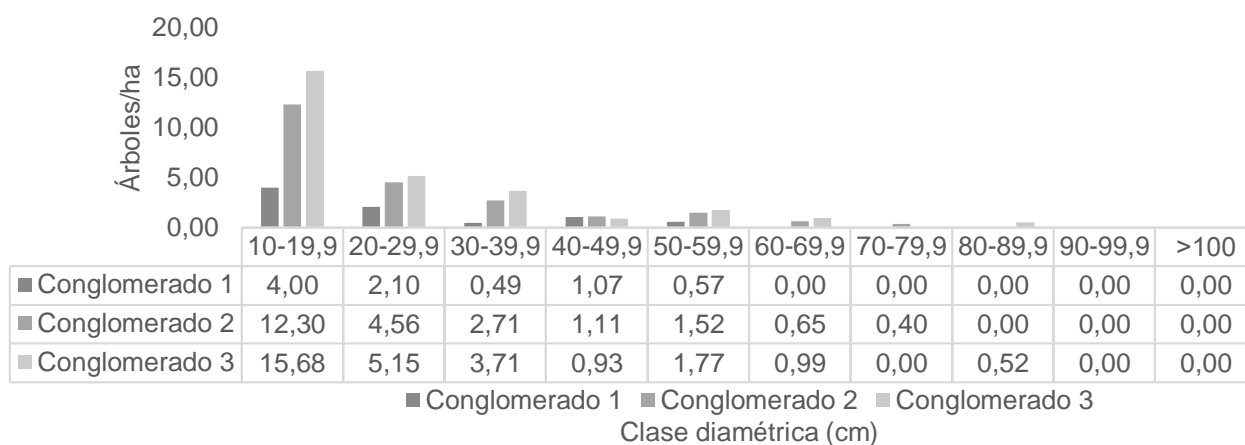 20,00
15,00
10,00
5,00
0,00
Árboles/ha
10-19,9 20-29,9 30-39,9 40-49,9 50-59,9 60-69,9 70-79,9 80-89,9 90-99,9 >100
Conglomerado 1 4,00 2,10 0,49 1,07 0,57 0,00 0,00 0,00 0,00 0,00
Conglomerado 2 12,30 4,56 2,71 1,11 1,52 0,65 0,40 0,00 0,00 0,00
Conglomerado 3 15,68 5,15 3,71 0,93 1,77 0,99 0,00 0,52 0,00 0,00
Conglomerado 1 Conglomerado 2 Conglomerado 3
Clase diamétrica (cm)